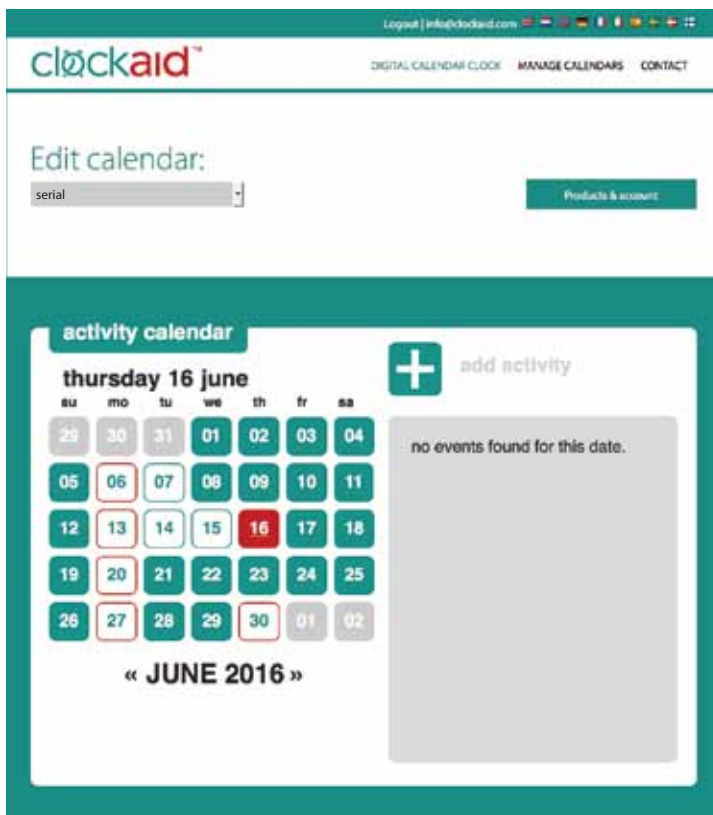 Logout | info@clockaid.com
clockaid™
DIGITAL CALENDAR CLOCK MANAGE CALENDARS CONTACT
Edit calendar:
serial
Products & account
activity calendar
thursday 16 june
add activity
su mo tu we th fr sa
29 30 31 01 02 03 04
no events found for this date.
05 06 07 08 09 10 11
12 13 14 15 16 17 18
19 20 21 22 23 24 25
26 27 28 29 30 01 02
« JUNE 2016 »